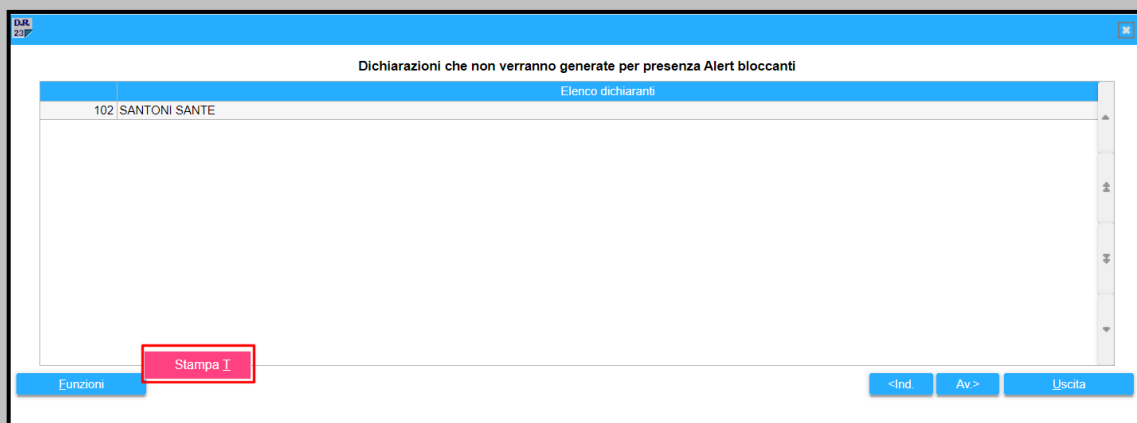 D.R.
23
Dichiarazioni che non verranno generate per presenza Alert bloccanti
Elenco dichiaranti
102 SANTONI SANTE
Stampa T
Funzioni
<Ind.
Av.>
Uscita